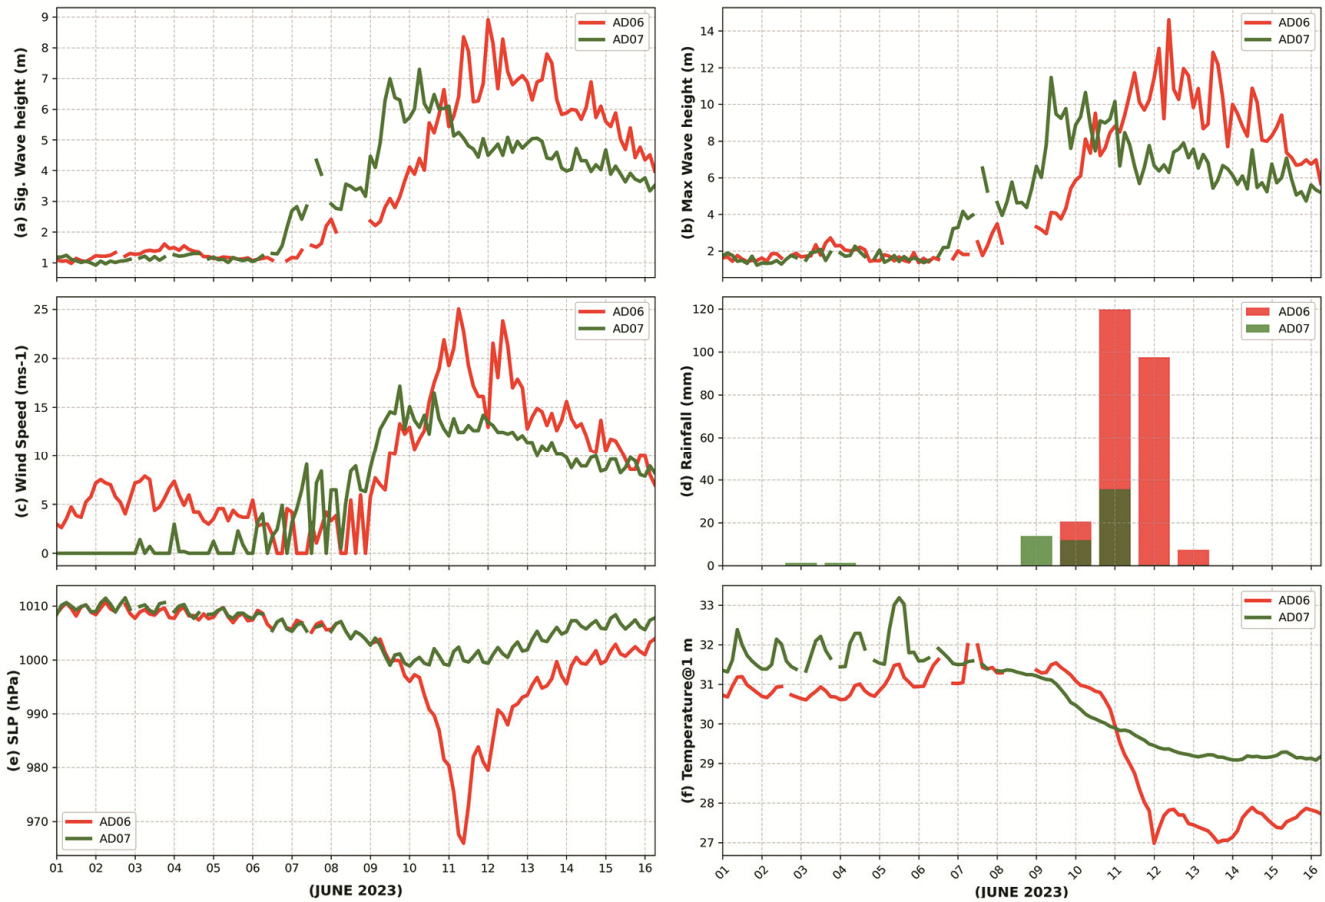 (a) Sig. Wave height (m)
9
8
7
6
5
4
3
2
1
AD06
AD07
(b) Max Wave height (m)
14
12
10
8
6
4
2
AD06
AD07
(c) Wind Speed (ms-1)
25
20
15
10
5
0
AD06
AD07
(d) Rainfall (mm)
120
100
80
60
40
20
0
AD06
AD07
(e) SLP (hPa)
1010
1000
990
980
970
AD06
AD07
01 02 03 04 05 06 07 08 09 10 11 12 13 14 15 16
(JUNE 2023)
(f) Temperature@1 m
33
32
31
30
29
28
27
AD06
AD07
01 02 03 04 05 06 07 08 09 10 11 12 13 14 15 16
(JUNE 2023)